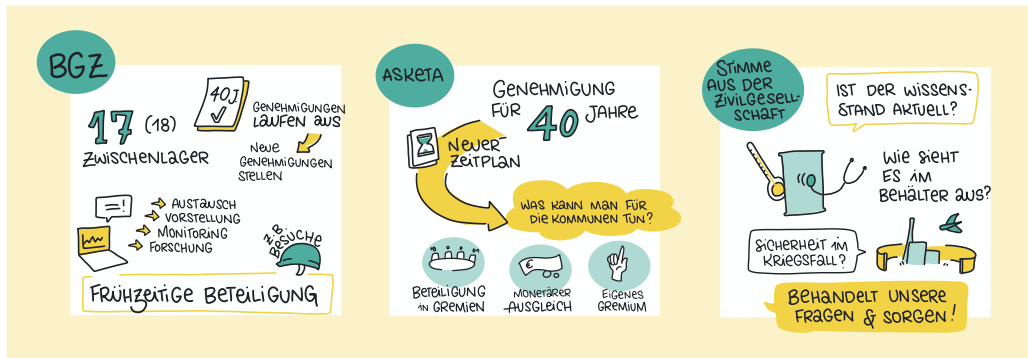 BGZ
17 (18)
ZWISCHENLAGER
40J
GENEHMIGUNGEN
LAUFEN AUS
NEUE
GENEHMIGUNGEN
STELLEN
AUSTAUSCH
VORSTELLUNG
MONITORING
FORSCHUNG
Z.B.
BESUCHE
FRÜHZEITIGE BETEILIGUNG
ASKETA
GENEHMIGUNG
FÜR 40 JAHRE
NEUER
ZEITPLAN
WAS KANN MAN FÜR
DIE KOMMUNEN TUN?
BETEILIGUNG
IN GREMIEN
€
MONETÄRER
AUSGLEICH
EIGENES
GREMIUM
STIMME
AUS DER
ZIVILGESELL-
SCHAFT
IST DER WISSENS-
STAND AKTUELL?
WIE SIEHT
ES IM
BEHÄLTER AUS?
SICHERHEIT IM
KRIEGSFALL?
BEHANDELT UNSERE
FRAGEN & SORGEN!